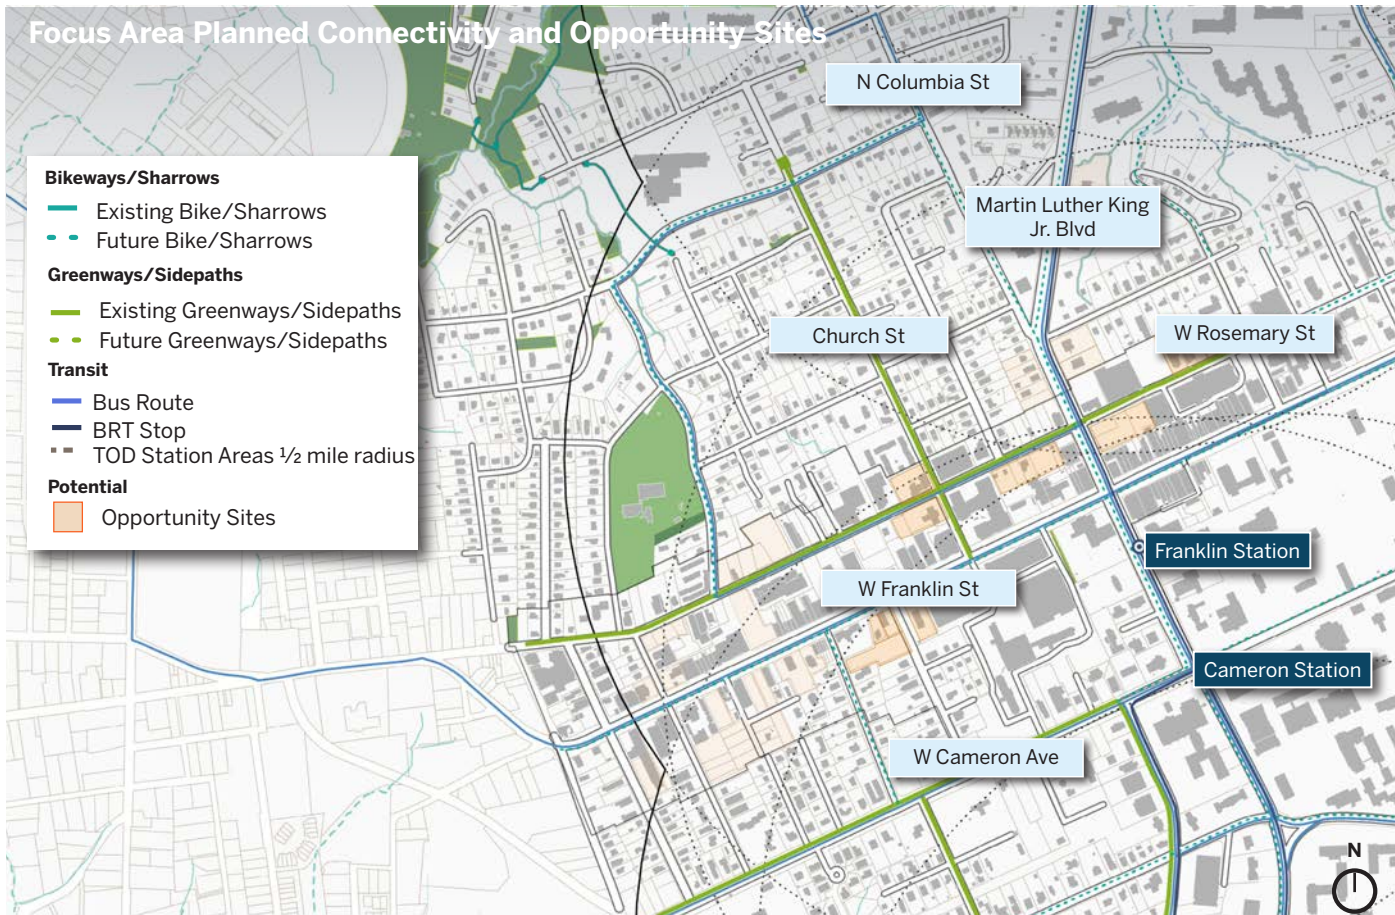 Focus Area Planned Connectivity and Opportunity Sites
N Columbia St
Bikeways/Sharrows
Existing Bike/Sharrows
Future Bike/Sharrows
Greenways/Sidepaths
Existing Greenways/Sidepaths
Future Greenways/Sidepaths
Transit
Bus Route
BRT Stop
TOD Station Areas ½ mile radius
Potential
Opportunity Sites
Martin Luther King
Jr. Blvd
Church St
W Rosemary St
Franklin Station
W Franklin St
Cameron Station
W Cameron Ave
N